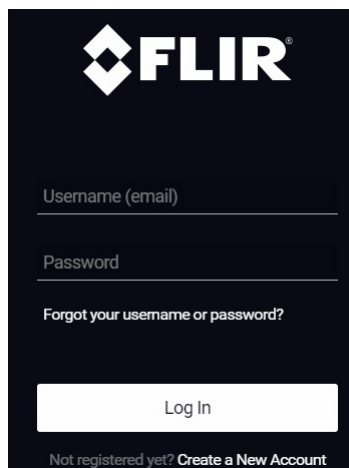 FLIR®
Username (email)
Password
Forgot your username or password?
Log In
Not registered yet? Create a New Account